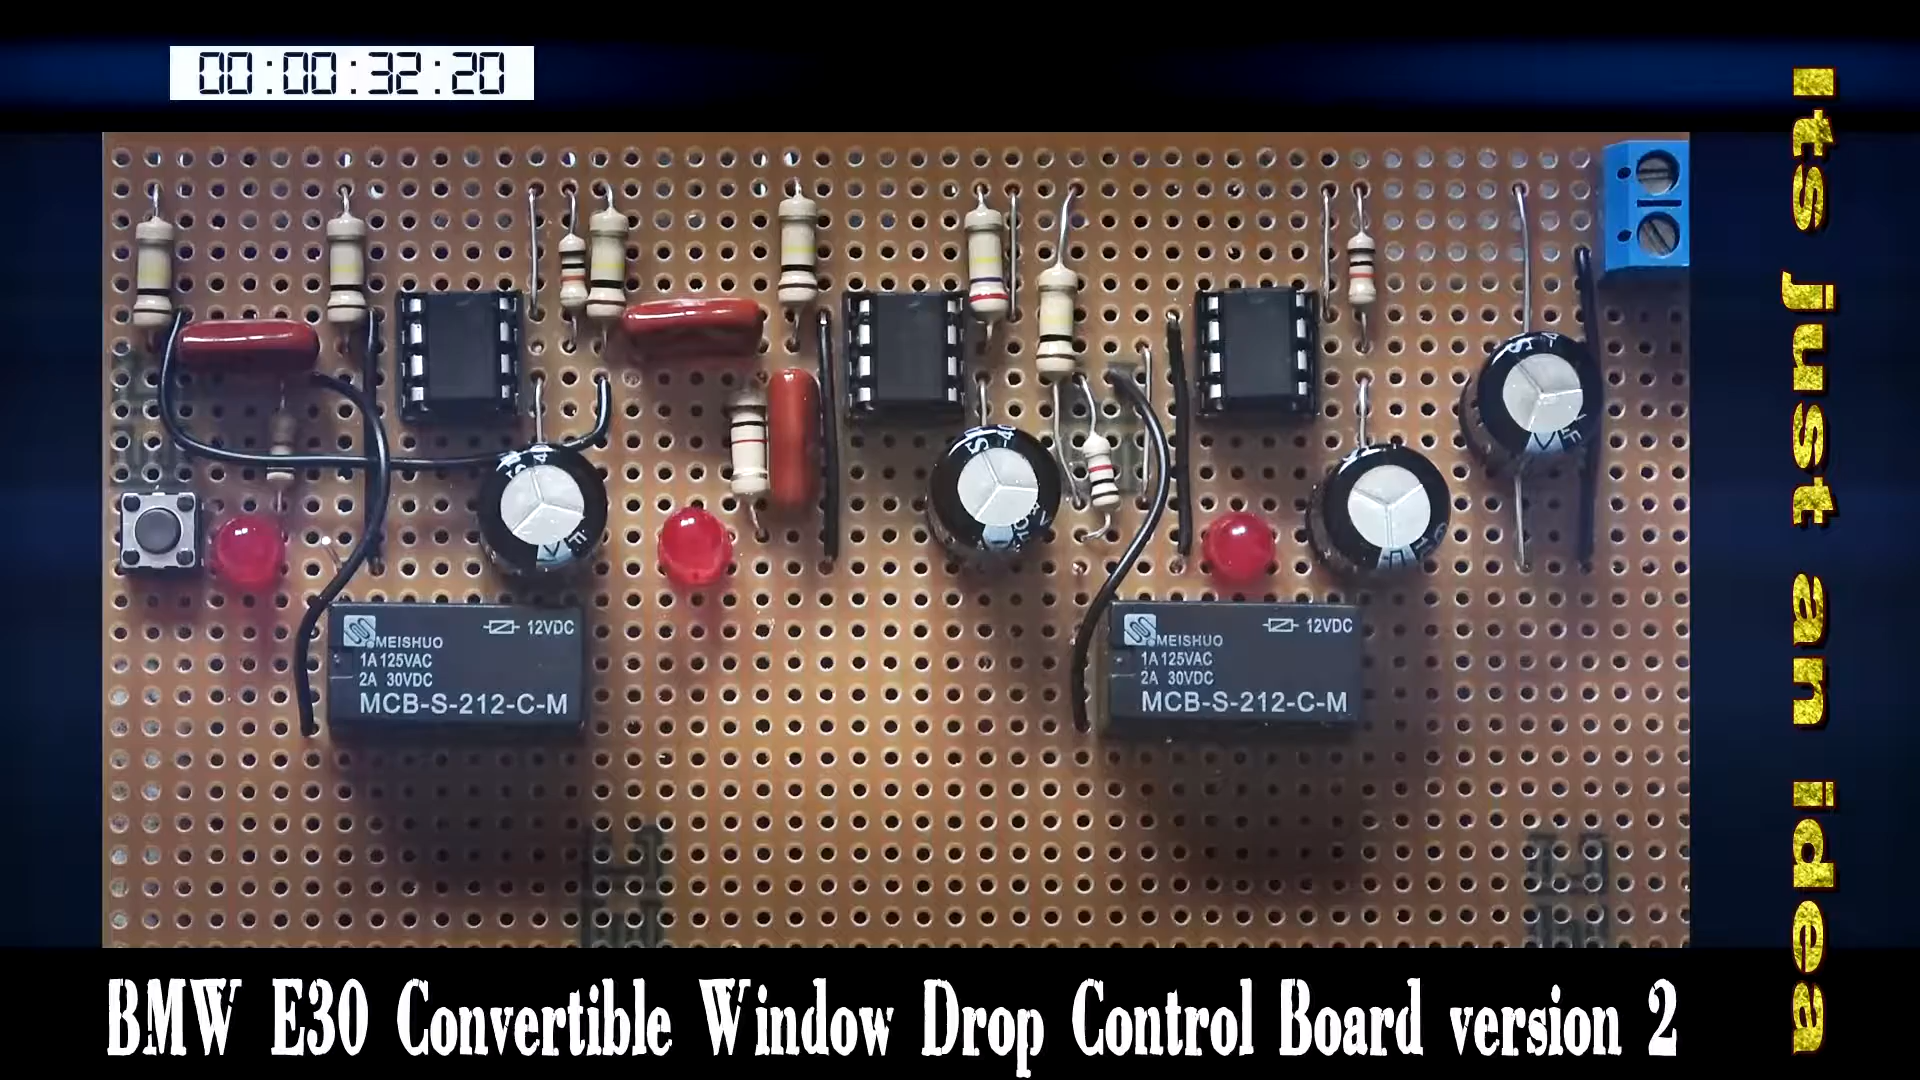 00:00:32:20
MEISHUO
12VDC
1A 125VAC
2A 30VDC
MCB-S-212-C-M
MEISHUO
12VDC
1A 125VAC
2A 30VDC
MCB-S-212-C-M
Its just an idea
BMW E30 Convertible Window Drop Control Board version 2